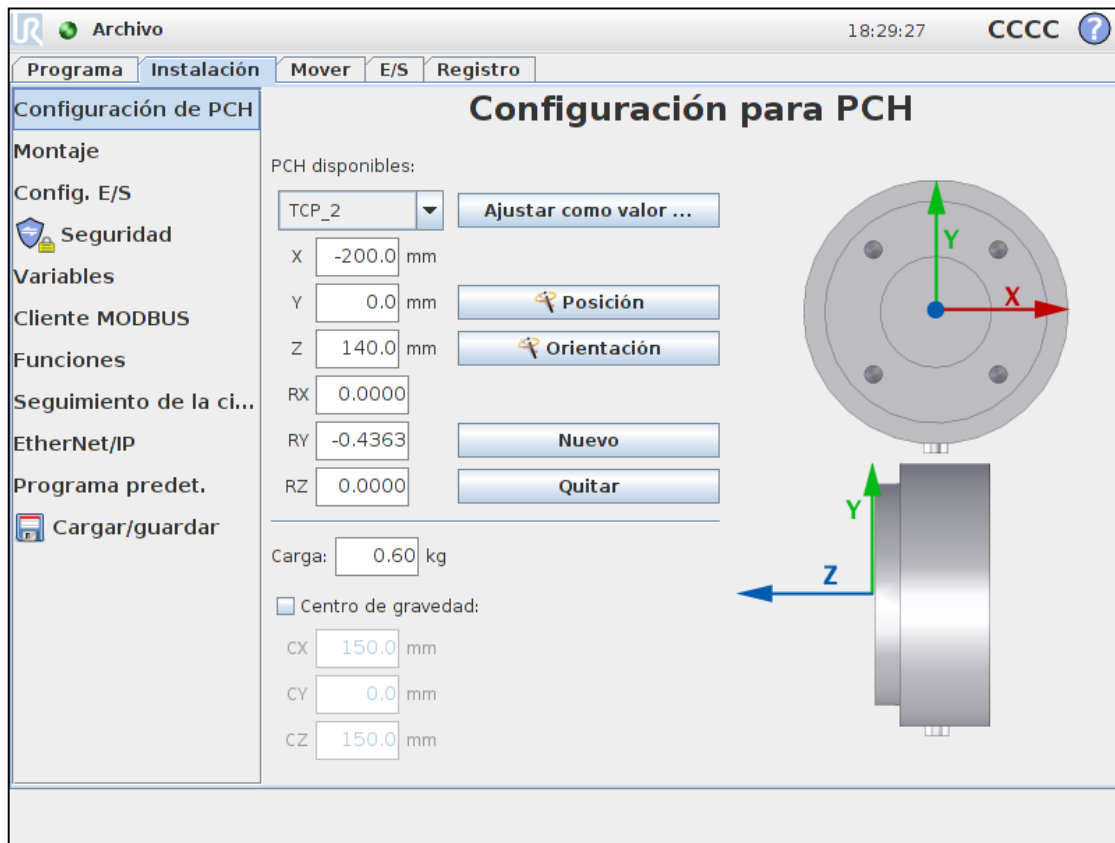 UR Archivo 18:29:27 CCCC ?
Programa Instalación Mover E/S Registro
Configuración de PCH
Montaje
Config. E/S
Seguridad
Variables
Cliente MODBUS
Funciones
Seguimiento de la ci...
EtherNet/IP
Programa predet.
Cargar/guardar
Configuración para PCH
PCH disponibles:
TCP_2 Ajustar como valor ...
X -200.0 mm
Y 0.0 mm Posición
Z 140.0 mm Orientación
RX 0.0000
RY -0.4363 Nuevo
RZ 0.0000 Quitar
Carga: 0.60 kg
Centro de gravedad:
CX 150.0 mm
CY 0.0 mm
CZ 150.0 mm
Y
X
Y
Z